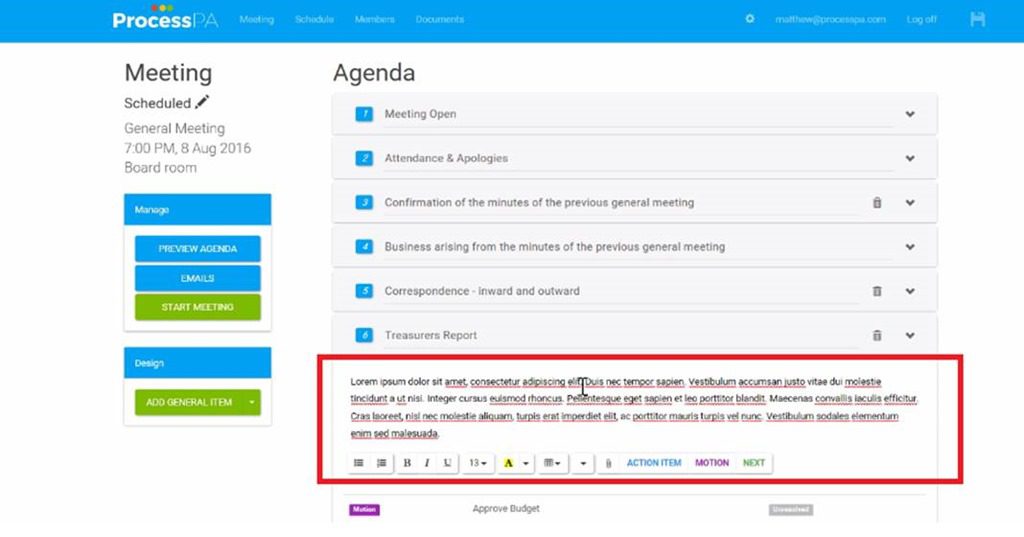 ProcessPA Meeting Schedule Members Documents matthew@processpa.com Log off
Meeting
Scheduled
General Meeting
7:00 PM, 8 Aug 2016
Board room
Manage
PREVIEW AGENDA
EMAILS
START MEETING
Design
ADD GENERAL ITEM
Agenda
1 Meeting Open
2 Attendance & Apologies
3 Confirmation of the minutes of the previous general meeting
4 Business arising from the minutes of the previous general meeting
5 Correspondence - inward and outward
6 Treasurers Report
Lorem ipsum dolor sit amet, consectetur adipiscing elit. Duis nec tempor sapien. Vestibulum accumsan justo vitae dui molestie
tincidunt a ut nisi. Integer cursus euismod rhoncus. Pellentesque eget sapien et leo porttitor blandit. Maecenas convallis iaculis efficitur.
Cras laoreet, nisl nec molestie aliquam, turpis erat imperdiet elit, ac porttitor mauris turpis vel nunc. Vestibulum sodales elementum
enim sed malesuada.
B I U 13 A ACTION ITEM MOTION NEXT
Motion Approve Budget Unresolved